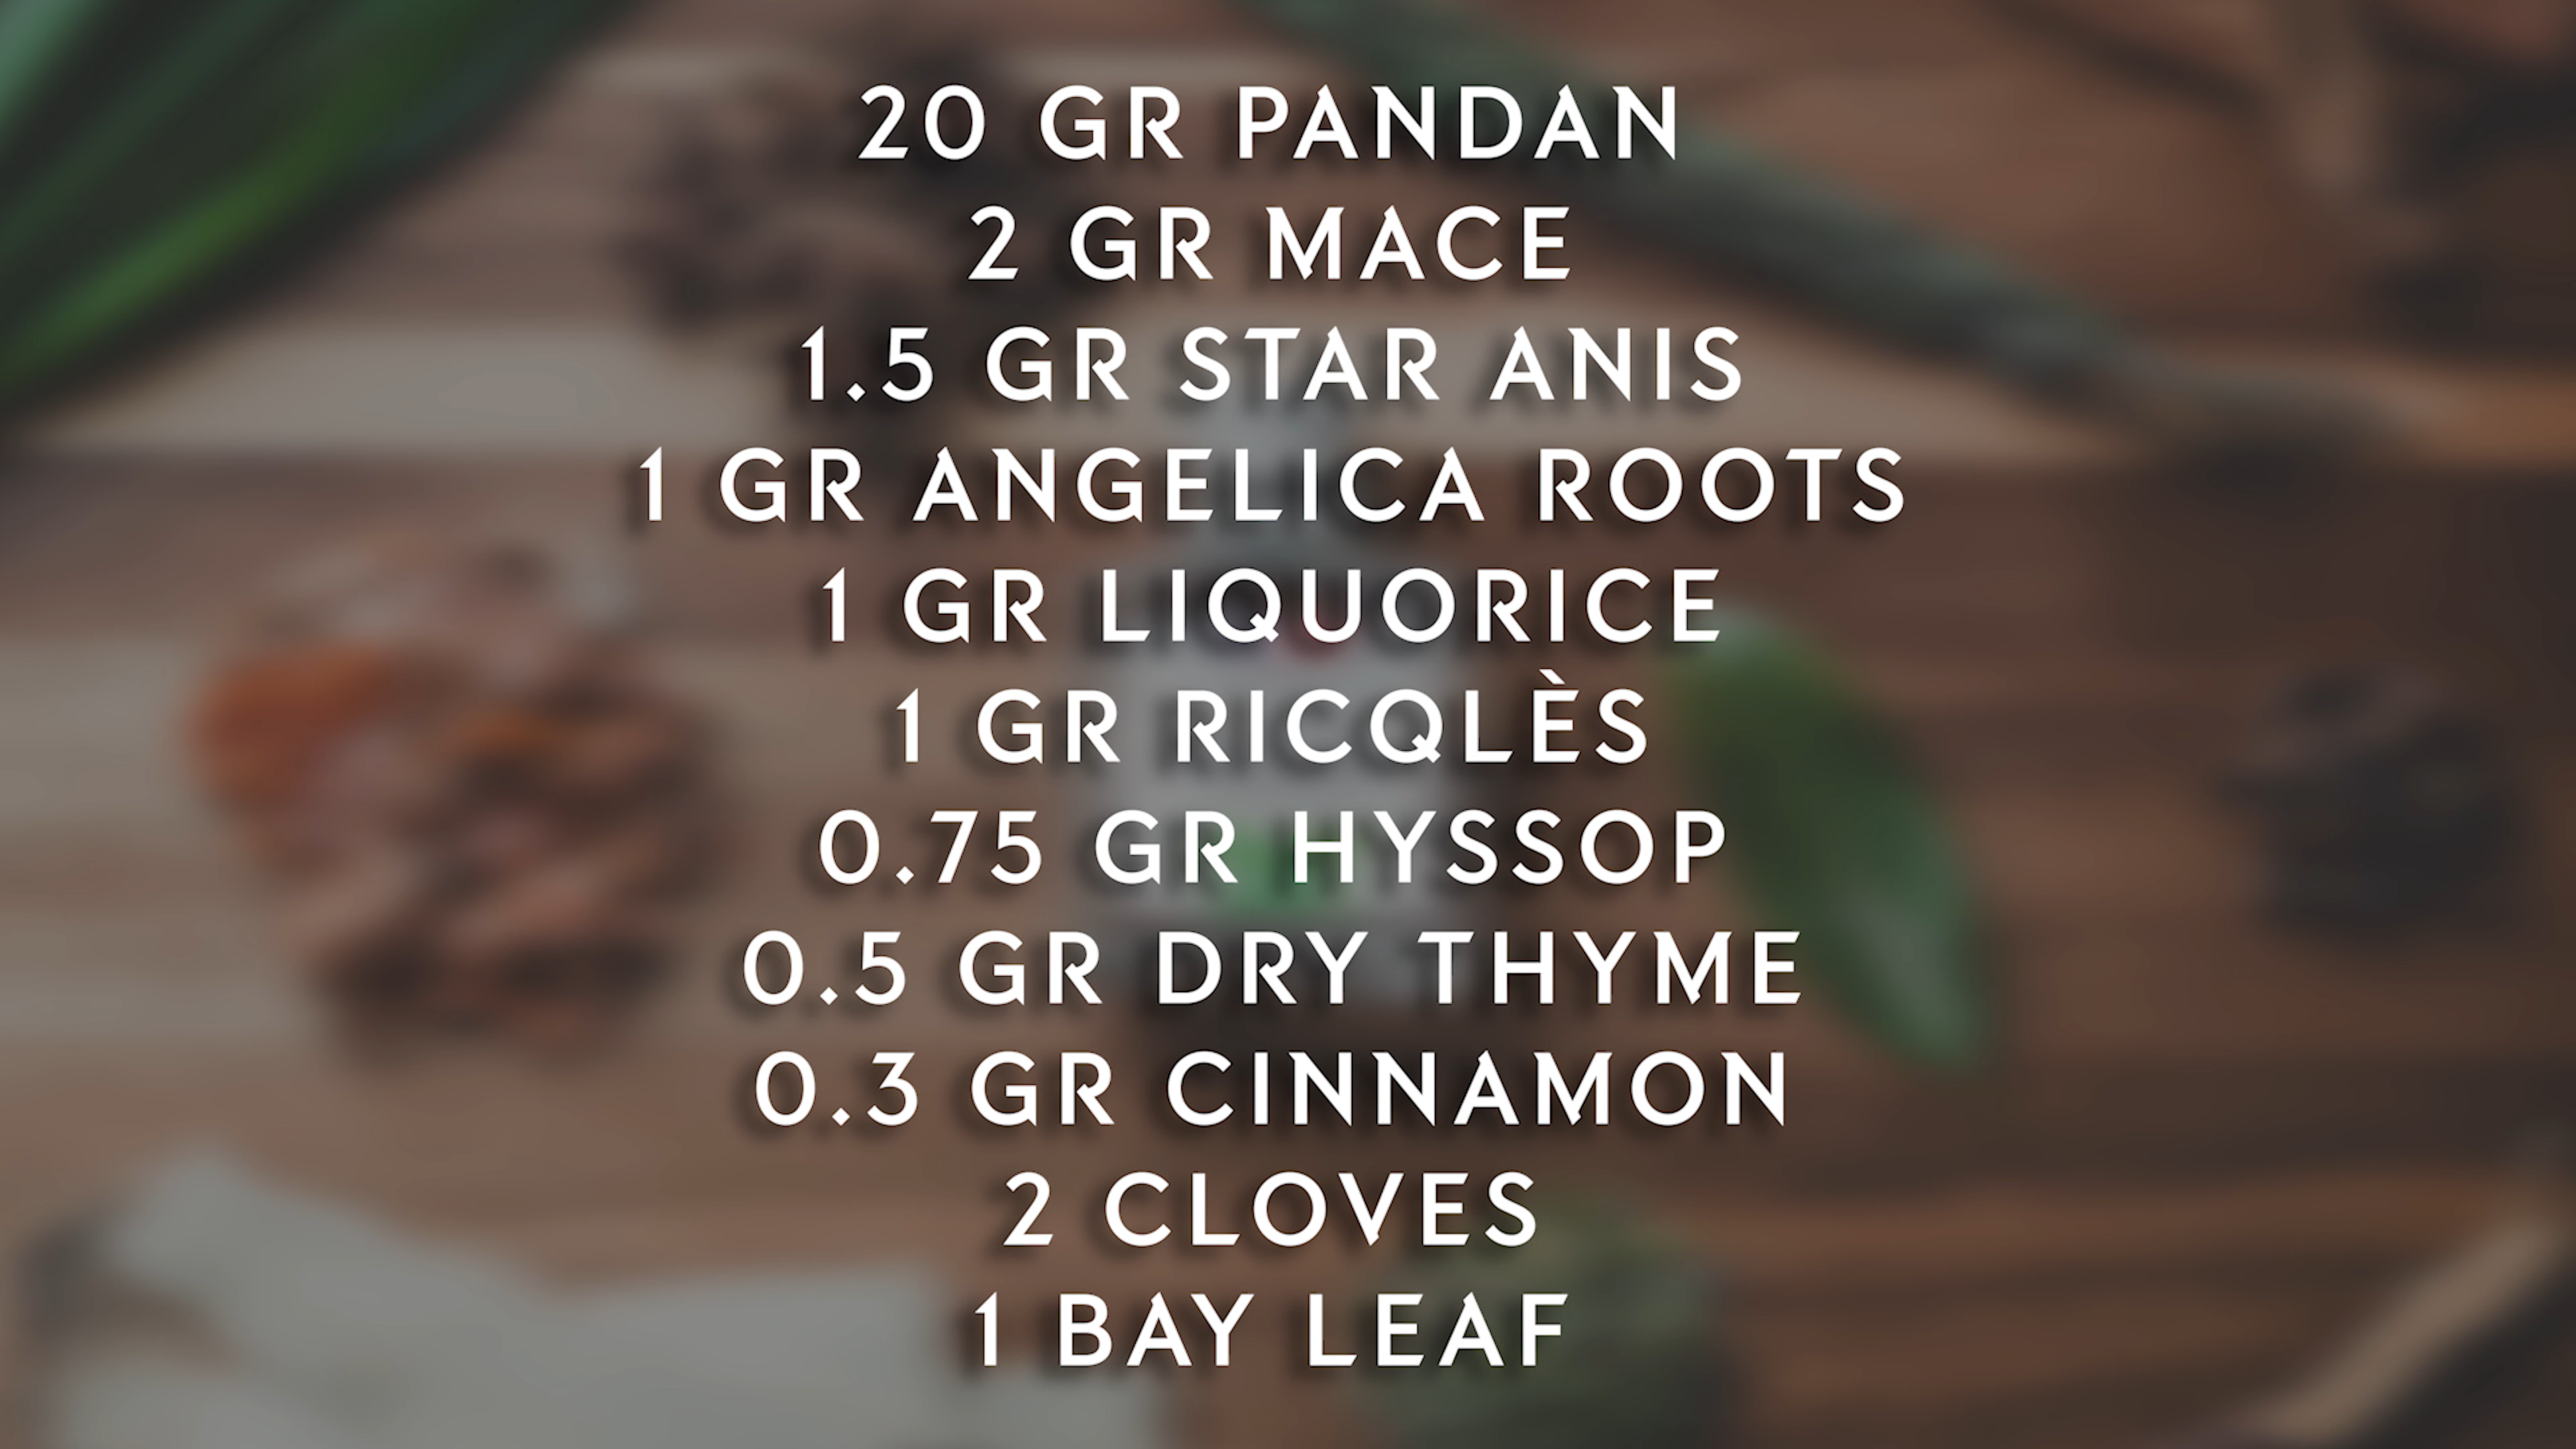 20 GR PANDAN
2 GR MACE
1.5 GR STAR ANIS
1 GR ANGELICA ROOTS
1 GR LIQUORICE
1 GR RICQLÈS
0.75 GR HYSSOP
0.5 GR DRY THYME
0.3 GR CINNAMON
2 CLOVES
1 BAY LEAF